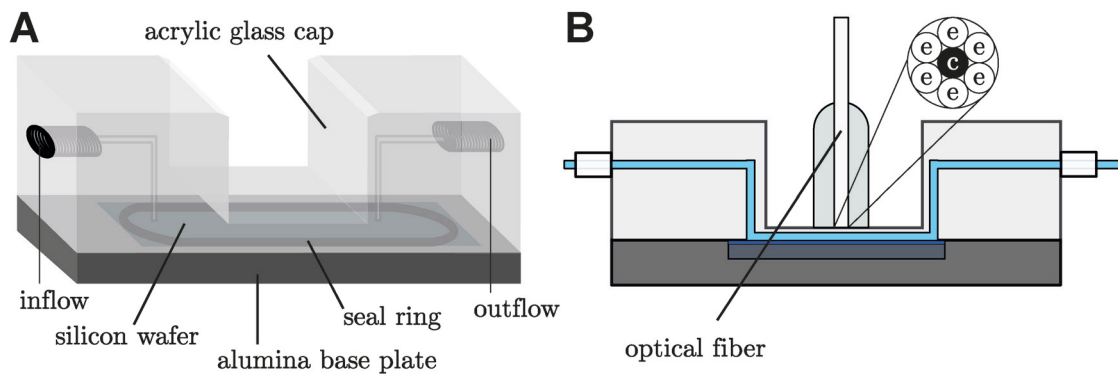 A
acrylic glass cap
inflow
silicon wafer
alumina base plate
seal ring
outflow
B
e
e
e
c
e
e
e
optical fiber